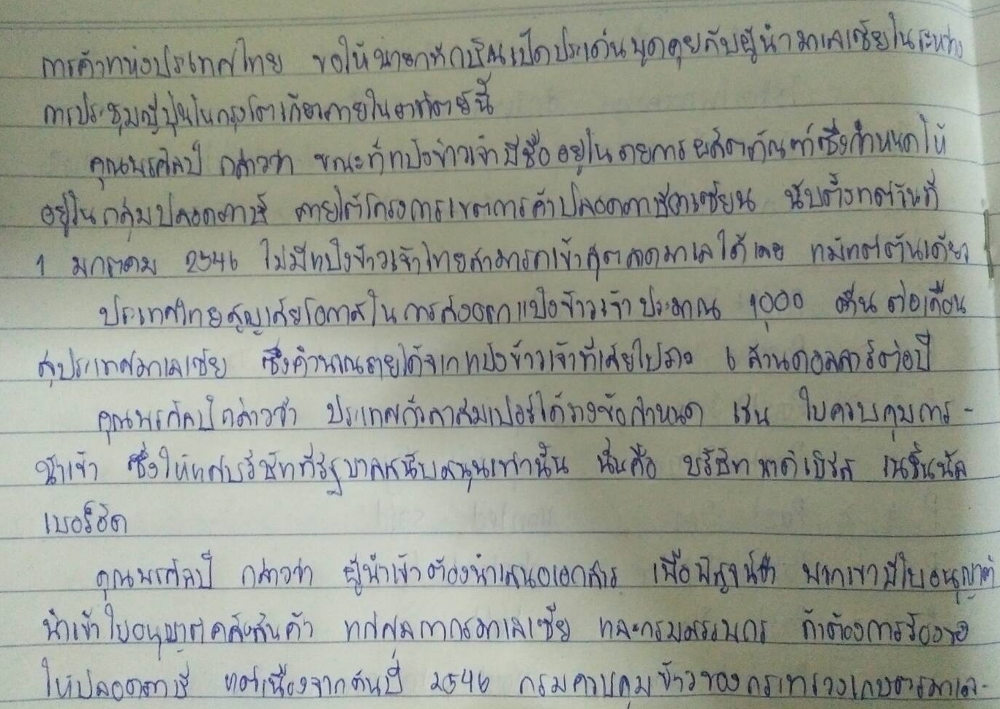 การค้าแห่งประเทศไทย ขอให้นายกทักษิณเปิดประเด่นพูดคุยกับผู้นำมาเลเซียในระหว่าง
การประชุมญี่ปุ่นในกรุงโตเกียวภายในอาทิตย์นี้
คุณพรศิลป์ กล่าวว่า ขณะที่แป้งข้าวเจ้ามีชื่ออยู่ในรายการผลิตภัณฑ์ซึ่งกำหนดให้
อยู่ในกลุ่มปลอดภาษี ภายใต้โครงการเขตการค้าปลอดภาษีอาเซียน นับตั้งแต่วันที่
1 มกราคม 2546 ไม่มีแป้งข้าวเจ้าไทยสามารถเข้าสู่ตลาดมาเลได้เลย แม้แต่ตันเดียว
ประเทศไทยสูญเสียโอกาสในการส่งออกแป้งข้าวเจ้าประมาณ 1,000 ตัน ต่อเดือน
สู่ประเทศมาเลเซีย ซึ่งคำนวณรายได้จากแป้งข้าวเจ้าที่เสียไปราว 6 ล้านดอลลาร์ต่อปี
คุณพรศิลป์กล่าวว่า ประเทศกัวลาลัมเปอร์ได้วางข้อกำหนด เช่น ใบควบคุมการ-
นำเข้า ซึ่งให้แต่บริษัทที่รัฐบาลสนับสนุนเท่านั้น นั่นคือ บริษัท พาดิเบิร์ส เนชั่นนัล
เบอร์ฮัด
คุณพรศิลป์ กล่าวว่า ผู้นำเข้าต้องนำเสนอเอกสาร เพื่อพิสูจน์ว่า พวกเขามีใบอนุญาต
นำเข้า ใบอนุญาตคลังสินค้า แก่ศุลกากรมาเลเซีย และกรมสรรพกร ถ้าต้องการร้องขอ
ให้ปลอดภาษี แต่เนื่องจากต้นปี 2546 กรมควบคุมข้าวของกระทรวงเกษตรมาเล-